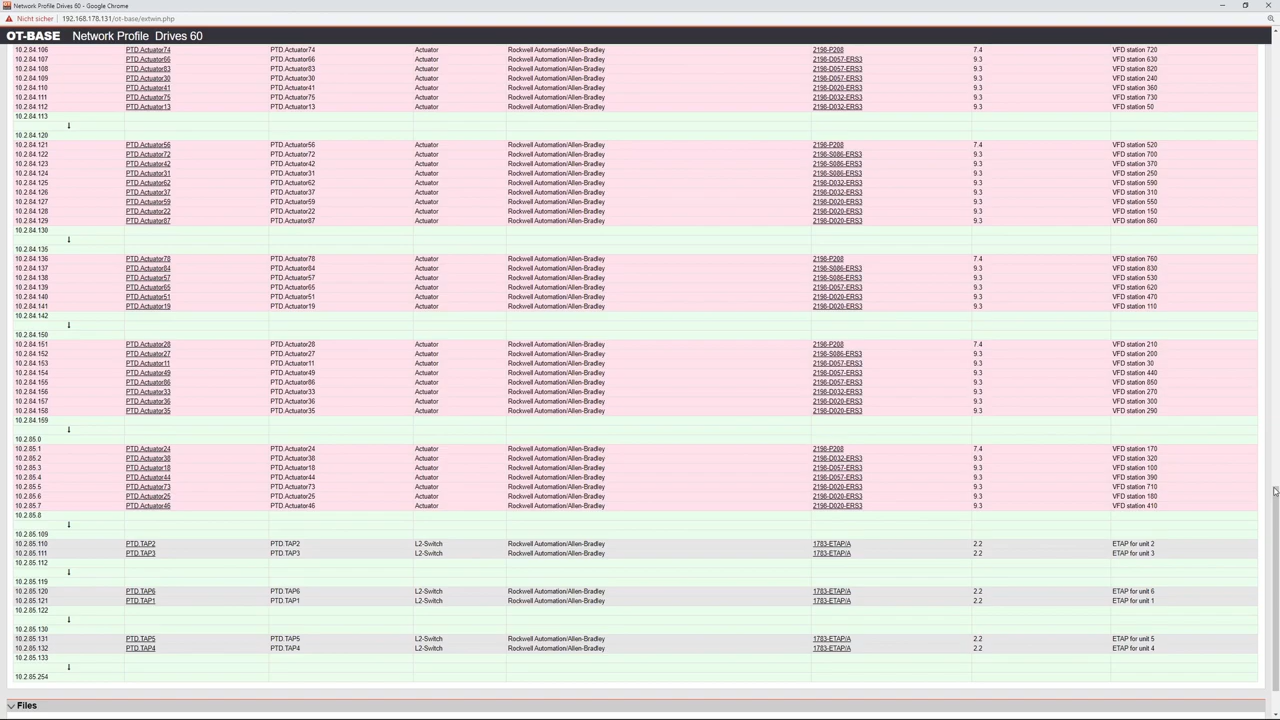 Network Profile Drives 60 - Google Chrome
Nicht sicher | 192.168.178.131/ot-base/extwin.php
OT-BASE Network Profile Drives 60
10.2.84.106 PTD.Actuator74 PTD.Actuator74 Actuator Rockwell Automation/Allen-Bradley 2198-P208 7.4 VFD station 720
10.2.84.107 PTD.Actuator66 PTD.Actuator66 Actuator Rockwell Automation/Allen-Bradley 2198-D057-ERS3 9.3 VFD station 630
10.2.84.108 PTD.Actuator83 PTD.Actuator83 Actuator Rockwell Automation/Allen-Bradley 2198-D057-ERS3 9.3 VFD station 820
10.2.84.109 PTD.Actuator30 PTD.Actuator30 Actuator Rockwell Automation/Allen-Bradley 2198-D057-ERS3 9.3 VFD station 240
10.2.84.110 PTD.Actuator41 PTD.Actuator41 Actuator Rockwell Automation/Allen-Bradley 2198-D020-ERS3 9.3 VFD station 360
10.2.84.111 PTD.Actuator75 PTD.Actuator75 Actuator Rockwell Automation/Allen-Bradley 2198-D032-ERS3 9.3 VFD station 730
10.2.84.112 PTD.Actuator13 PTD.Actuator13 Actuator Rockwell Automation/Allen-Bradley 2198-D032-ERS3 9.3 VFD station 50
10.2.84.113
↓
10.2.84.120
10.2.84.121 PTD.Actuator56 PTD.Actuator56 Actuator Rockwell Automation/Allen-Bradley 2198-P208 7.4 VFD station 520
10.2.84.122 PTD.Actuator72 PTD.Actuator72 Actuator Rockwell Automation/Allen-Bradley 2198-S086-ERS3 9.3 VFD station 700
10.2.84.123 PTD.Actuator42 PTD.Actuator42 Actuator Rockwell Automation/Allen-Bradley 2198-S086-ERS3 9.3 VFD station 370
10.2.84.124 PTD.Actuator31 PTD.Actuator31 Actuator Rockwell Automation/Allen-Bradley 2198-S086-ERS3 9.3 VFD station 250
10.2.84.125 PTD.Actuator62 PTD.Actuator62 Actuator Rockwell Automation/Allen-Bradley 2198-D032-ERS3 9.3 VFD station 590
10.2.84.126 PTD.Actuator37 PTD.Actuator37 Actuator Rockwell Automation/Allen-Bradley 2198-D032-ERS3 9.3 VFD station 310
10.2.84.127 PTD.Actuator59 PTD.Actuator59 Actuator Rockwell Automation/Allen-Bradley 2198-D020-ERS3 9.3 VFD station 550
10.2.84.128 PTD.Actuator22 PTD.Actuator22 Actuator Rockwell Automation/Allen-Bradley 2198-D020-ERS3 9.3 VFD station 150
10.2.84.129 PTD.Actuator87 PTD.Actuator87 Actuator Rockwell Automation/Allen-Bradley 2198-D020-ERS3 9.3 VFD station 860
10.2.84.130
↓
10.2.84.135
10.2.84.136 PTD.Actuator78 PTD.Actuator78 Actuator Rockwell Automation/Allen-Bradley 2198-P208 7.4 VFD station 760
10.2.84.137 PTD.Actuator84 PTD.Actuator84 Actuator Rockwell Automation/Allen-Bradley 2198-S086-ERS3 9.3 VFD station 830
10.2.84.138 PTD.Actuator57 PTD.Actuator57 Actuator Rockwell Automation/Allen-Bradley 2198-S086-ERS3 9.3 VFD station 530
10.2.84.139 PTD.Actuator65 PTD.Actuator65 Actuator Rockwell Automation/Allen-Bradley 2198-D057-ERS3 9.3 VFD station 620
10.2.84.140 PTD.Actuator51 PTD.Actuator51 Actuator Rockwell Automation/Allen-Bradley 2198-D020-ERS3 9.3 VFD station 470
10.2.84.141 PTD.Actuator19 PTD.Actuator19 Actuator Rockwell Automation/Allen-Bradley 2198-D020-ERS3 9.3 VFD station 110
10.2.84.142
↓
10.2.84.150
10.2.84.151 PTD.Actuator28 PTD.Actuator28 Actuator Rockwell Automation/Allen-Bradley 2198-P208 7.4 VFD station 210
10.2.84.152 PTD.Actuator27 PTD.Actuator27 Actuator Rockwell Automation/Allen-Bradley 2198-S086-ERS3 9.3 VFD station 200
10.2.84.153 PTD.Actuator11 PTD.Actuator11 Actuator Rockwell Automation/Allen-Bradley 2198-D057-ERS3 9.3 VFD station 30
10.2.84.154 PTD.Actuator49 PTD.Actuator49 Actuator Rockwell Automation/Allen-Bradley 2198-D057-ERS3 9.3 VFD station 440
10.2.84.155 PTD.Actuator86 PTD.Actuator86 Actuator Rockwell Automation/Allen-Bradley 2198-D057-ERS3 9.3 VFD station 850
10.2.84.156 PTD.Actuator33 PTD.Actuator33 Actuator Rockwell Automation/Allen-Bradley 2198-D032-ERS3 9.3 VFD station 270
10.2.84.157 PTD.Actuator36 PTD.Actuator36 Actuator Rockwell Automation/Allen-Bradley 2198-D020-ERS3 9.3 VFD station 300
10.2.84.158 PTD.Actuator35 PTD.Actuator35 Actuator Rockwell Automation/Allen-Bradley 2198-D020-ERS3 9.3 VFD station 290
10.2.84.159
↓
10.2.85.0
10.2.85.1 PTD.Actuator24 PTD.Actuator24 Actuator Rockwell Automation/Allen-Bradley 2198-P208 7.4 VFD station 170
10.2.85.2 PTD.Actuator38 PTD.Actuator38 Actuator Rockwell Automation/Allen-Bradley 2198-D032-ERS3 9.3 VFD station 320
10.2.85.3 PTD.Actuator18 PTD.Actuator18 Actuator Rockwell Automation/Allen-Bradley 2198-D057-ERS3 9.3 VFD station 100
10.2.85.4 PTD.Actuator44 PTD.Actuator44 Actuator Rockwell Automation/Allen-Bradley 2198-D057-ERS3 9.3 VFD station 390
10.2.85.5 PTD.Actuator73 PTD.Actuator73 Actuator Rockwell Automation/Allen-Bradley 2198-D020-ERS3 9.3 VFD station 710
10.2.85.6 PTD.Actuator25 PTD.Actuator25 Actuator Rockwell Automation/Allen-Bradley 2198-D020-ERS3 9.3 VFD station 180
10.2.85.7 PTD.Actuator46 PTD.Actuator46 Actuator Rockwell Automation/Allen-Bradley 2198-D020-ERS3 9.3 VFD station 410
10.2.85.8
↓
10.2.85.109
10.2.85.110 PTD.TAP2 PTD.TAP2 L2-Switch Rockwell Automation/Allen-Bradley 1783-ETAP/A 2.2 ETAP for unit 2
10.2.85.111 PTD.TAP3 PTD.TAP3 L2-Switch Rockwell Automation/Allen-Bradley 1783-ETAP/A 2.2 ETAP for unit 3
10.2.85.112
↓
10.2.85.119
10.2.85.120 PTD.TAP6 PTD.TAP6 L2-Switch Rockwell Automation/Allen-Bradley 1783-ETAP/A 2.2 ETAP for unit 6
10.2.85.121 PTD.TAP1 PTD.TAP1 L2-Switch Rockwell Automation/Allen-Bradley 1783-ETAP/A 2.2 ETAP for unit 1
10.2.85.122
↓
10.2.85.130
10.2.85.131 PTD.TAP5 PTD.TAP5 L2-Switch Rockwell Automation/Allen-Bradley 1783-ETAP/A 2.2 ETAP for unit 5
10.2.85.132 PTD.TAP4 PTD.TAP4 L2-Switch Rockwell Automation/Allen-Bradley 1783-ETAP/A 2.2 ETAP for unit 4
10.2.85.133
↓
10.2.85.254
Files